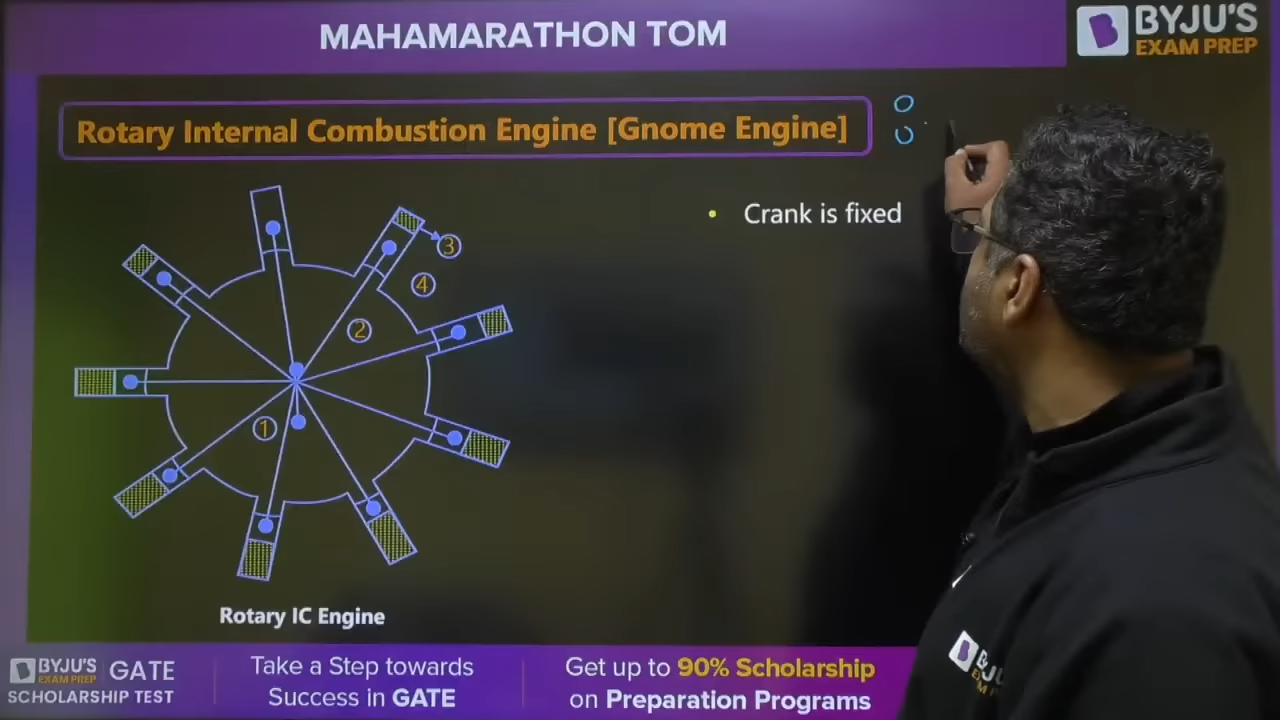 MAHAMARATHON TOM
BYJU'S
EXAM PREP
Rotary Internal Combustion Engine [Gnome Engine]
• Crank is fixed
③
④
②
①
Rotary IC Engine
BYJU'S
EXAM PREP
GATE
SCHOLARSHIP TEST
Take a Step towards
Success in GATE
Get up to 90% Scholarship
on Preparation Programs